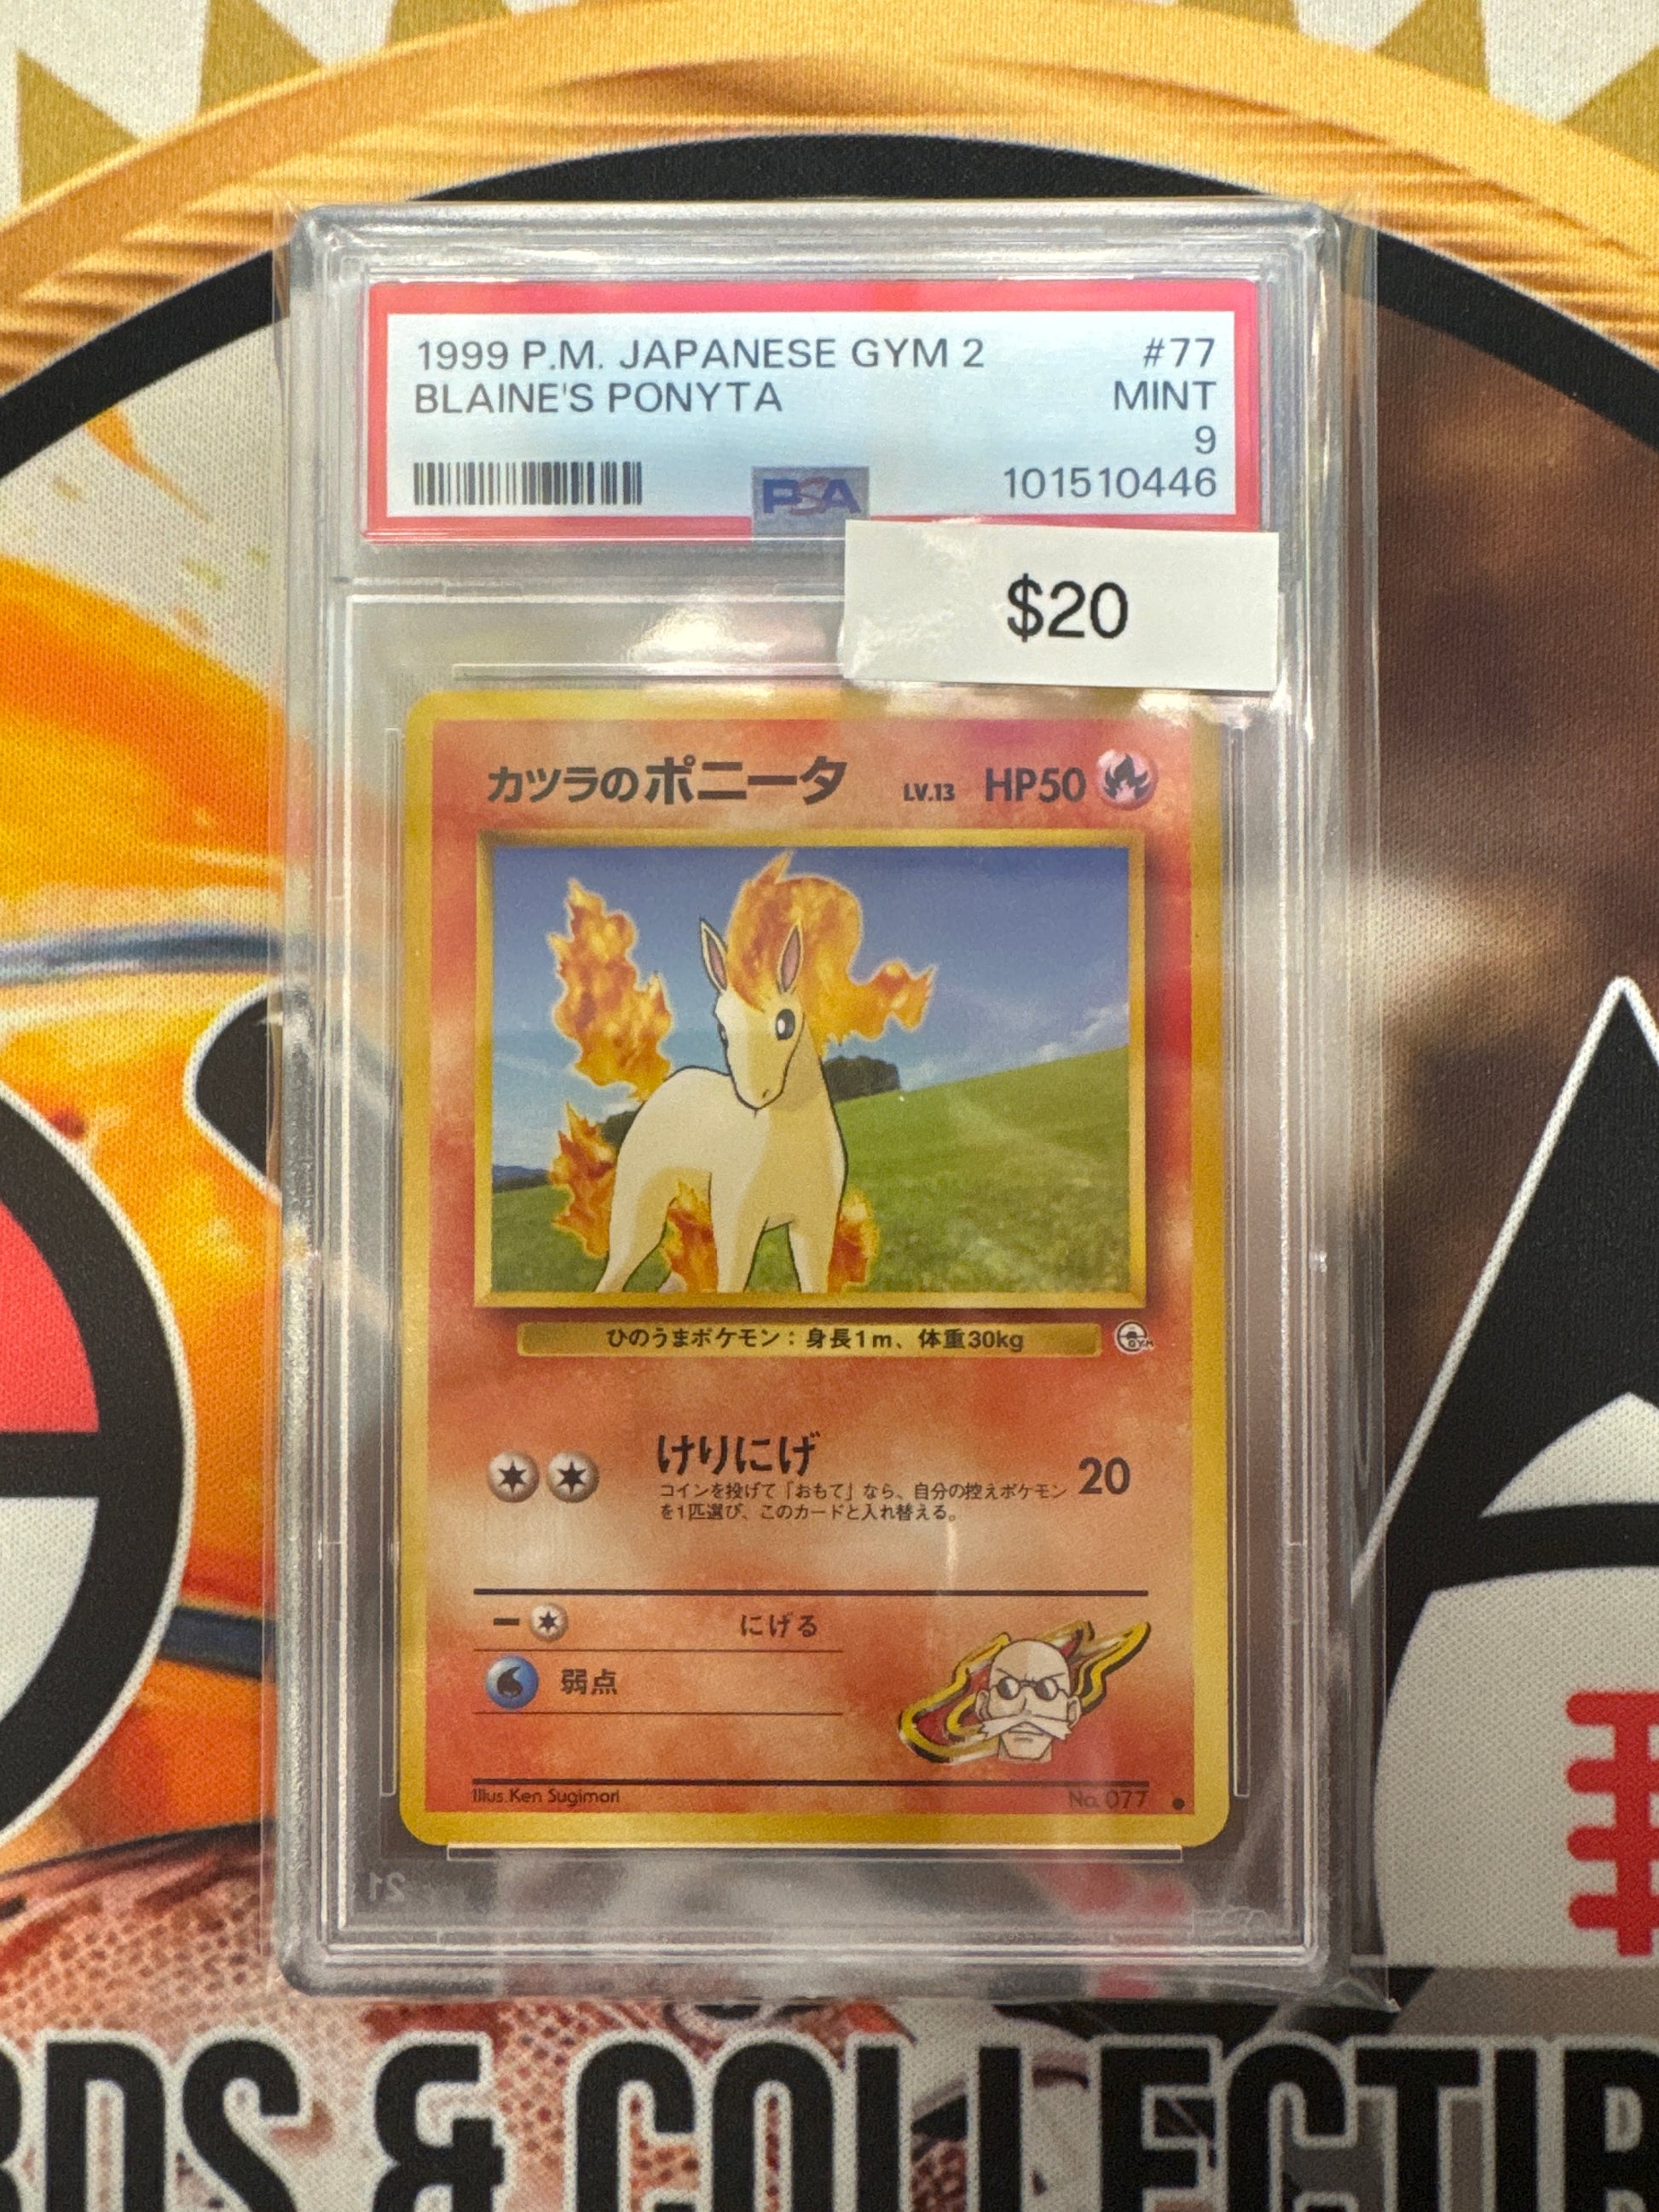 1999 P.M. JAPANESE GYM 2 #77
BLAINE'S PONYTA MINT
9
PSA 101510446
$20
カツラのポニータ LV.13 HP50
ひのうまポケモン：身長1m、体重30kg
GYM
けりにげ 20
コインを投げて「おもて」なら、自分の控えポケモン
を1匹選び、このカードと入れ替える。
ー にげる
弱点
Illus. Ken Sugimori No. 077 ●
21
& COLLECTIB